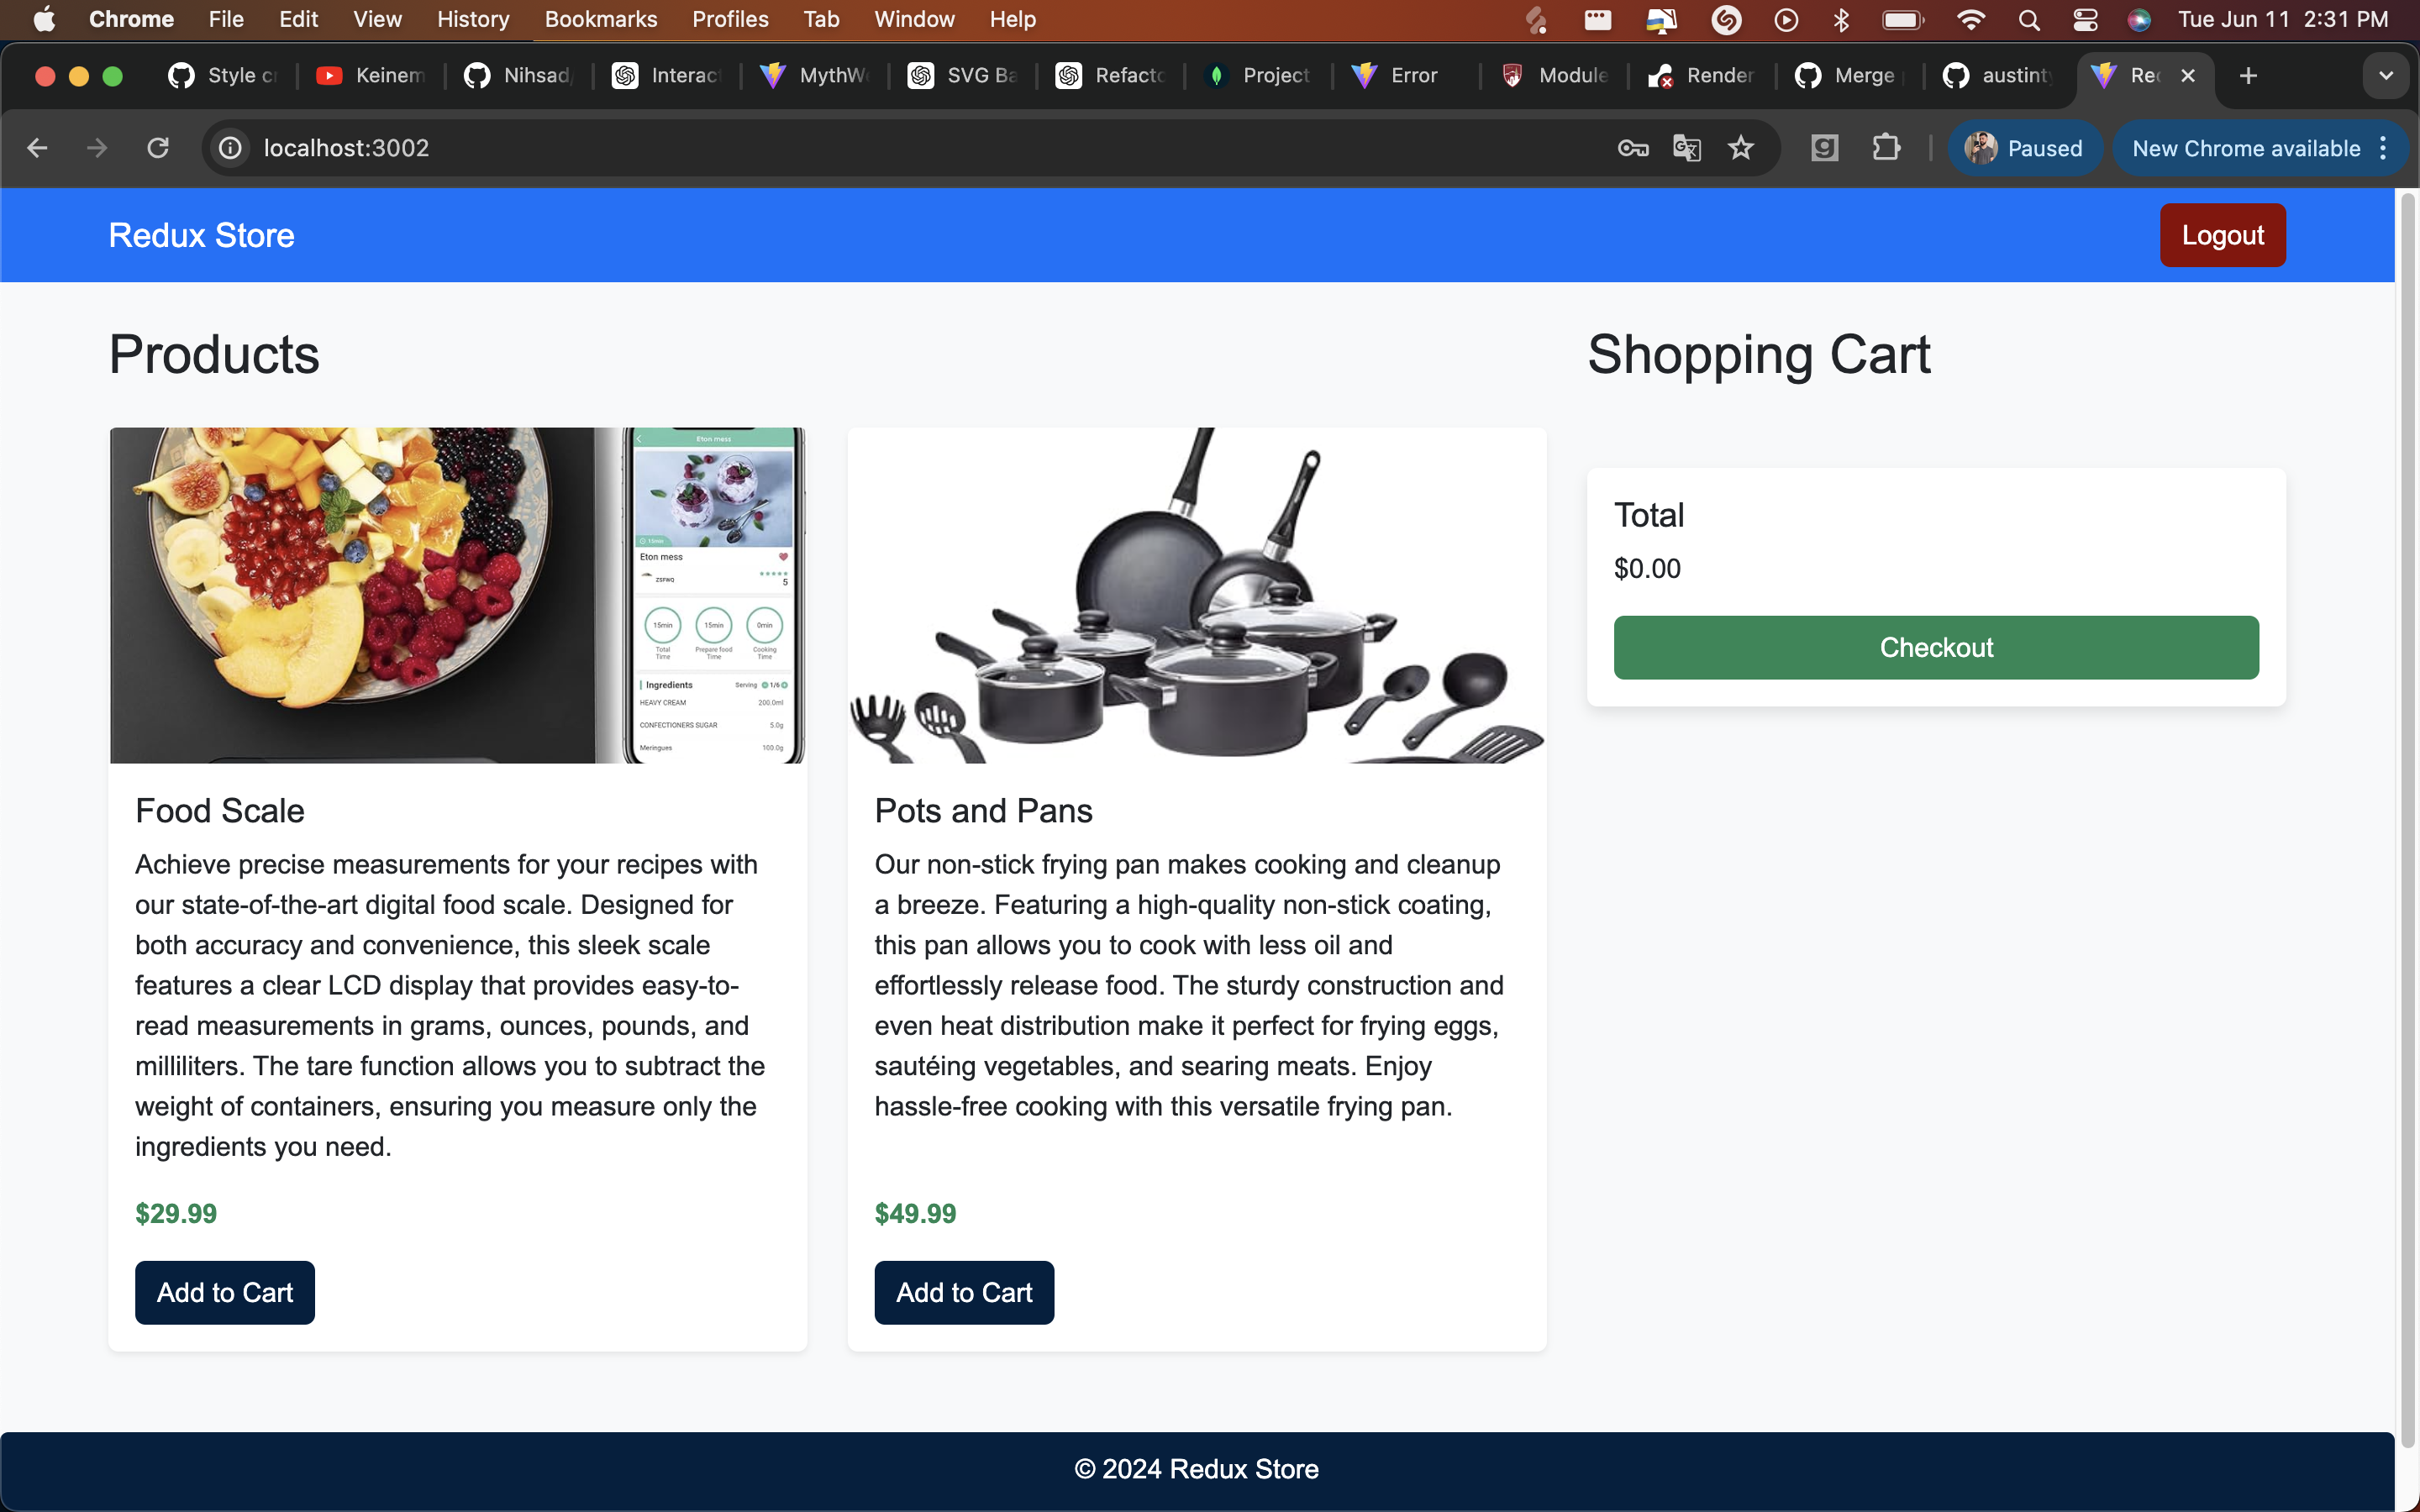 Chrome File Edit View History Bookmarks Profiles Tab Window Help Tue Jun 11 2:31 PM
Style Keinem Nihsad Interac MythW SVG Ba Refacto Project Error Module Render Merge austinty Re
localhost:3002 Paused New Chrome available
Redux Store Logout
Products
Shopping Cart
Eton mess
15min
Eton mess
ZSFWQ
5
15min 15min 0min
Total Time Prepare food Time Cooking Time
Ingredients Serving 1/6
HEAVY CREAM 200.0ml
CONFECTIONERS SUGAR 5.0g
Meringues 100.0g
Food Scale
Achieve precise measurements for your recipes with
our state-of-the-art digital food scale. Designed for
both accuracy and convenience, this sleek scale
features a clear LCD display that provides easy-to-
read measurements in grams, ounces, pounds, and
milliliters. The tare function allows you to subtract the
weight of containers, ensuring you measure only the
ingredients you need.
$29.99
Add to Cart
Pots and Pans
Our non-stick frying pan makes cooking and cleanup
a breeze. Featuring a high-quality non-stick coating,
this pan allows you to cook with less oil and
effortlessly release food. The sturdy construction and
even heat distribution make it perfect for frying eggs,
sautéing vegetables, and searing meats. Enjoy
hassle-free cooking with this versatile frying pan.
$49.99
Add to Cart
Total
$0.00
Checkout
© 2024 Redux Store